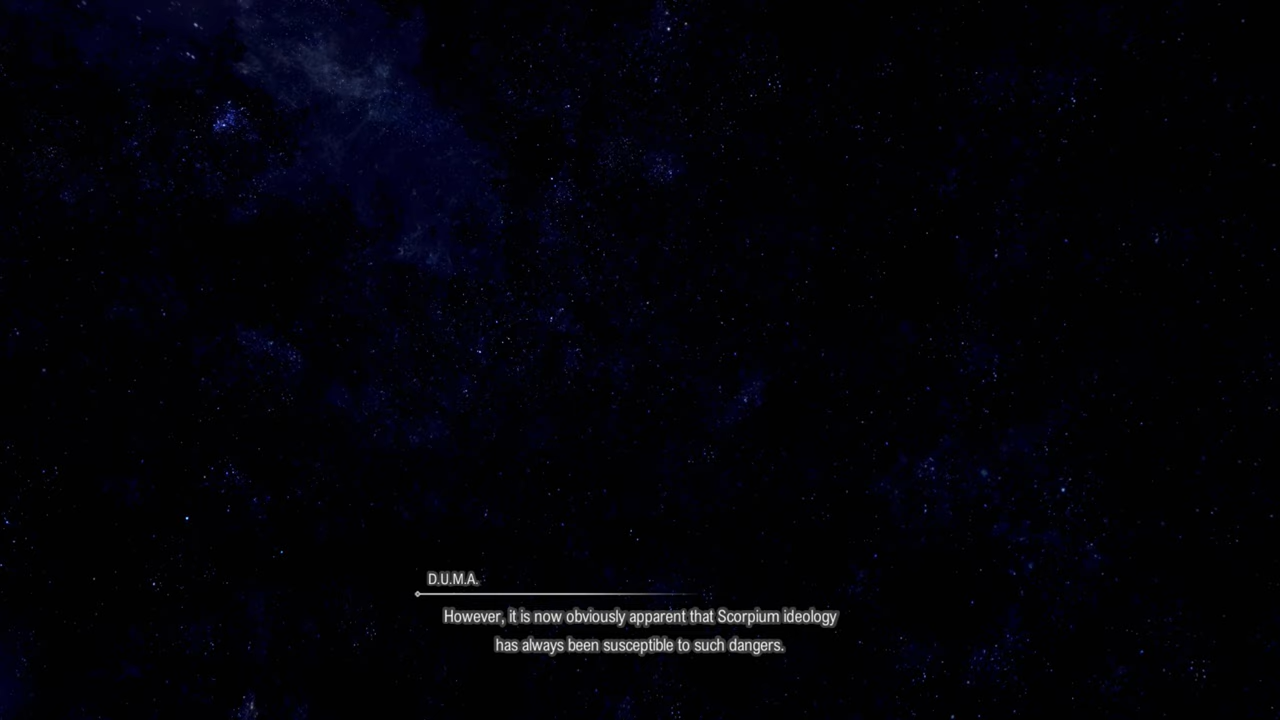 D.U.M.A.
However, it is now obviously apparent that Scorpium ideology
has always been susceptible to such dangers.